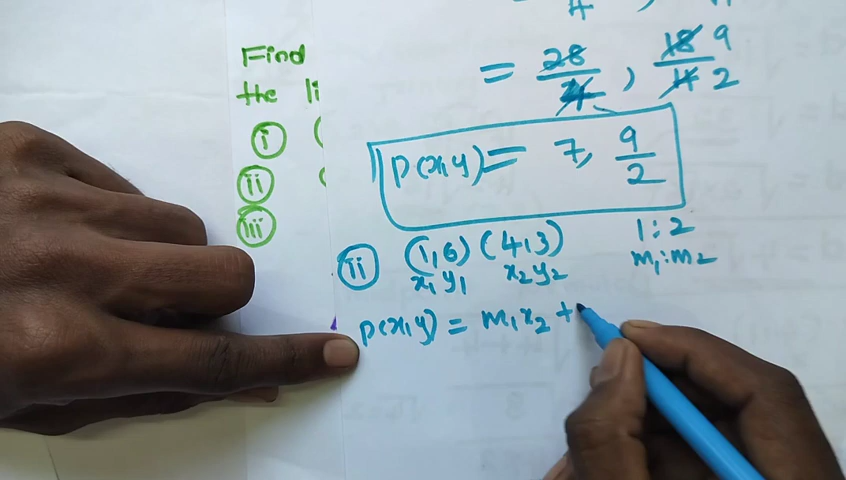 Find
the li
i (
ii
iii
= 28/4, 18/4 9 2
P(x,y) = 7, 9/2
ii (1,6) (4,3) 1:2
x₁ y₁ x₂ y₂ m₁:m₂
P(x,y) = m₁x₂ +